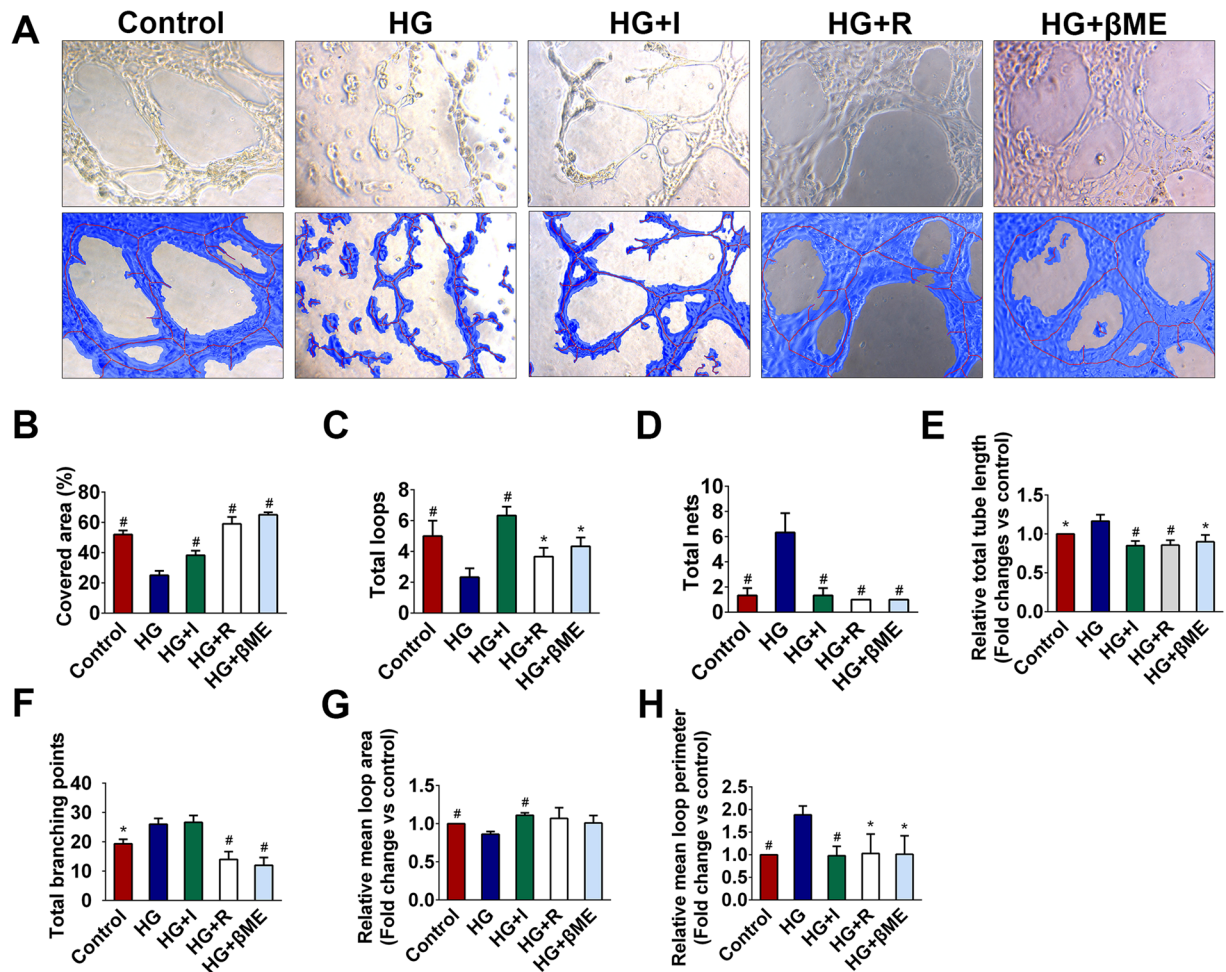 A
Control
HG
HG+I
HG+R
HG+βME
B
Covered area (%)
80
60
40
20
0
#
#
#
#
Control
HG
HG+I
HG+R
HG+βME
C
Total loops
8
6
4
2
0
#
#
*
*
Control
HG
HG+I
HG+R
HG+βME
D
Total nets
10
8
6
4
2
0
#
#
#
#
Control
HG
HG+I
HG+R
HG+βME
E
Relative total tube length
(Fold changes vs control)
1.5
1.0
0.5
0.0
*
#
#
*
Control
HG
HG+I
HG+R
HG+βME
F
Total branching points
40
30
20
10
0
*
#
#
Control
HG
HG+I
HG+R
HG+βME
G
Relative mean loop area
(Fold change vs control)
1.5
1.0
0.5
0.0
#
#
Control
HG
HG+I
HG+R
HG+βME
H
Relative mean loop perimeter
(Fold change vs control)
2.5
2.0
1.5
1.0
0.5
0.0
#
#
*
*
Control
HG
HG+I
HG+R
HG+βME